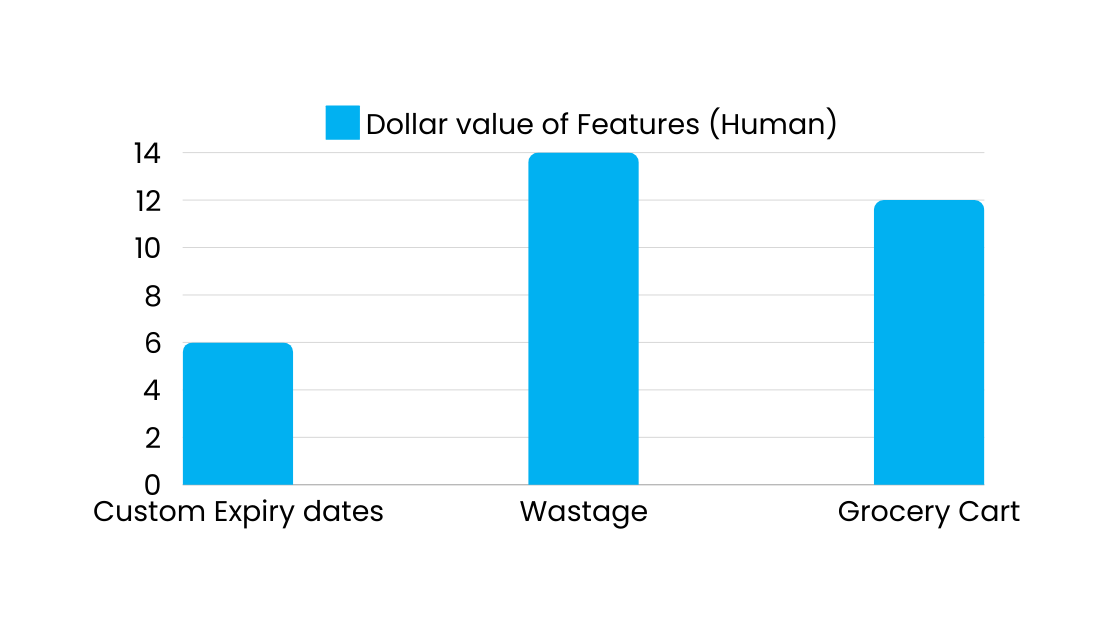 Dollar value of Features (Human)
14
12
10
8
6
4
2
0
Custom Expiry dates
Wastage
Grocery Cart